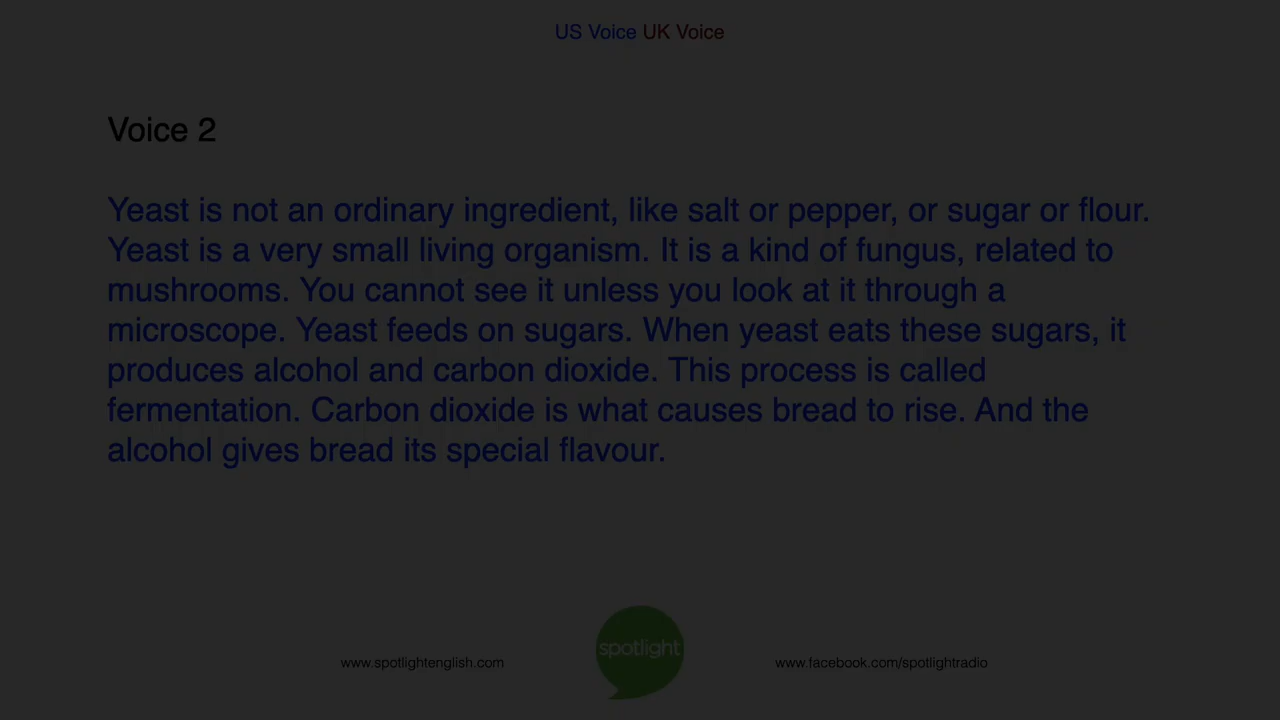 US Voice UK Voice
Voice 2
Yeast is not an ordinary ingredient, like salt or pepper, or sugar or flour.
Yeast is a very small living organism. It is a kind of fungus, related to
mushrooms. You cannot see it unless you look at it through a
microscope. Yeast feeds on sugars. When yeast eats these sugars, it
produces alcohol and carbon dioxide. This process is called
fermentation. Carbon dioxide is what causes bread to rise. And the
alcohol gives bread its special flavour.
spotlight
www.spotlightenglish.com
www.facebook.com/spotlightradio